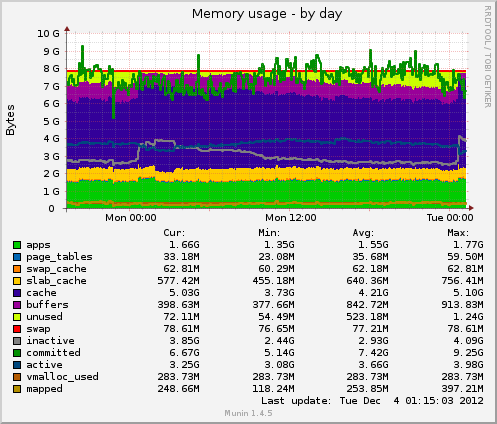 Memory usage - by day
RRDTOOL / TOBI OETIKER
Bytes
10 G
9 G
8 G
7 G
6 G
5 G
4 G
3 G
2 G
1 G
0
Mon 00:00 Mon 12:00 Tue 00:00
Cur: Min: Avg: Max:
apps 1.66G 1.35G 1.55G 1.77G
page_tables 33.18M 23.08M 35.68M 59.50M
swap_cache 62.81M 60.29M 62.18M 62.81M
slab_cache 577.42M 455.18M 640.36M 756.41M
cache 5.03G 3.73G 4.21G 5.10G
buffers 398.63M 377.66M 842.72M 913.83M
unused 72.11M 54.49M 523.18M 1.24G
swap 78.61M 76.65M 77.21M 78.61M
inactive 3.85G 2.44G 2.93G 4.09G
committed 6.67G 5.14G 7.42G 9.25G
active 3.25G 3.08G 3.66G 3.98G
vmalloc_used 283.73M 283.73M 283.73M 283.73M
mapped 248.66M 118.24M 253.85M 397.21M
Last update: Tue Dec 4 01:15:03 2012
Munin 1.4.5